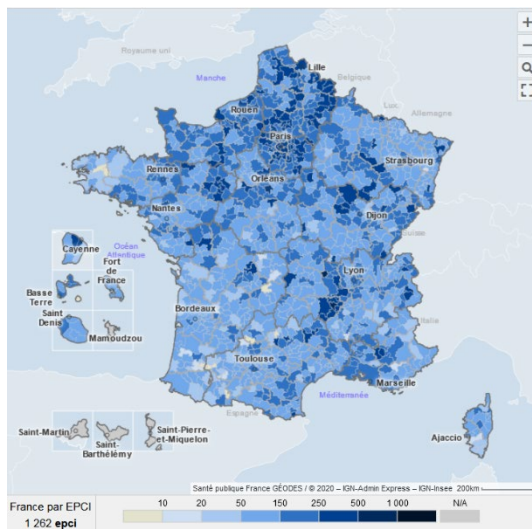 Royaume uni
Lille
Manche
Belgique
Rouen
Lux.
Allemagne
Paris
Strasbourg
Rennes
Orléans
Nantes
Dijon
Suisse
Cayenne
Océan
Atlantique
Fort
de
France
Lyon
Basse
Terre
Bordeaux
Italie
Saint
Denis
Mamoudzou
Toulouse
Marseille
Espagne
Méditerranée
Saint-Martin
Saint-Pierre
et-Miquelon
Saint-
Barthélémy
Ajaccio
Santé publique France GÉODES / © 2020 – IGN-Admin Express – IGN-Insee 200km
France par EPCI
1 262 epci
10 20 50 150 250 500 1 000 N/A